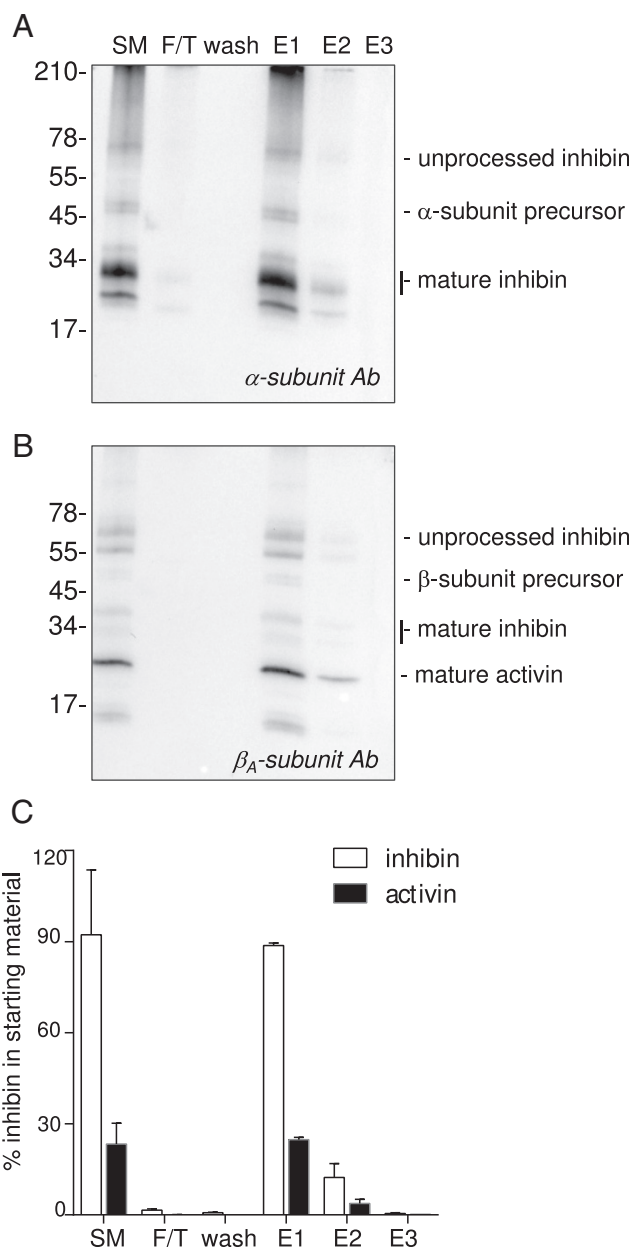 A
SM F/T wash E1 E2 E3
210-
78-
- unprocessed inhibin
55-
45-
- α-subunit precursor
34-
- mature inhibin
17-
α-subunit Ab
B
78-
- unprocessed inhibin
55-
- β-subunit precursor
45-
34-
- mature inhibin
- mature activin
17-
βA-subunit Ab
C
% inhibin in starting material
120
90
60
30
0
inhibin
activin
SM F/T wash E1 E2 E3